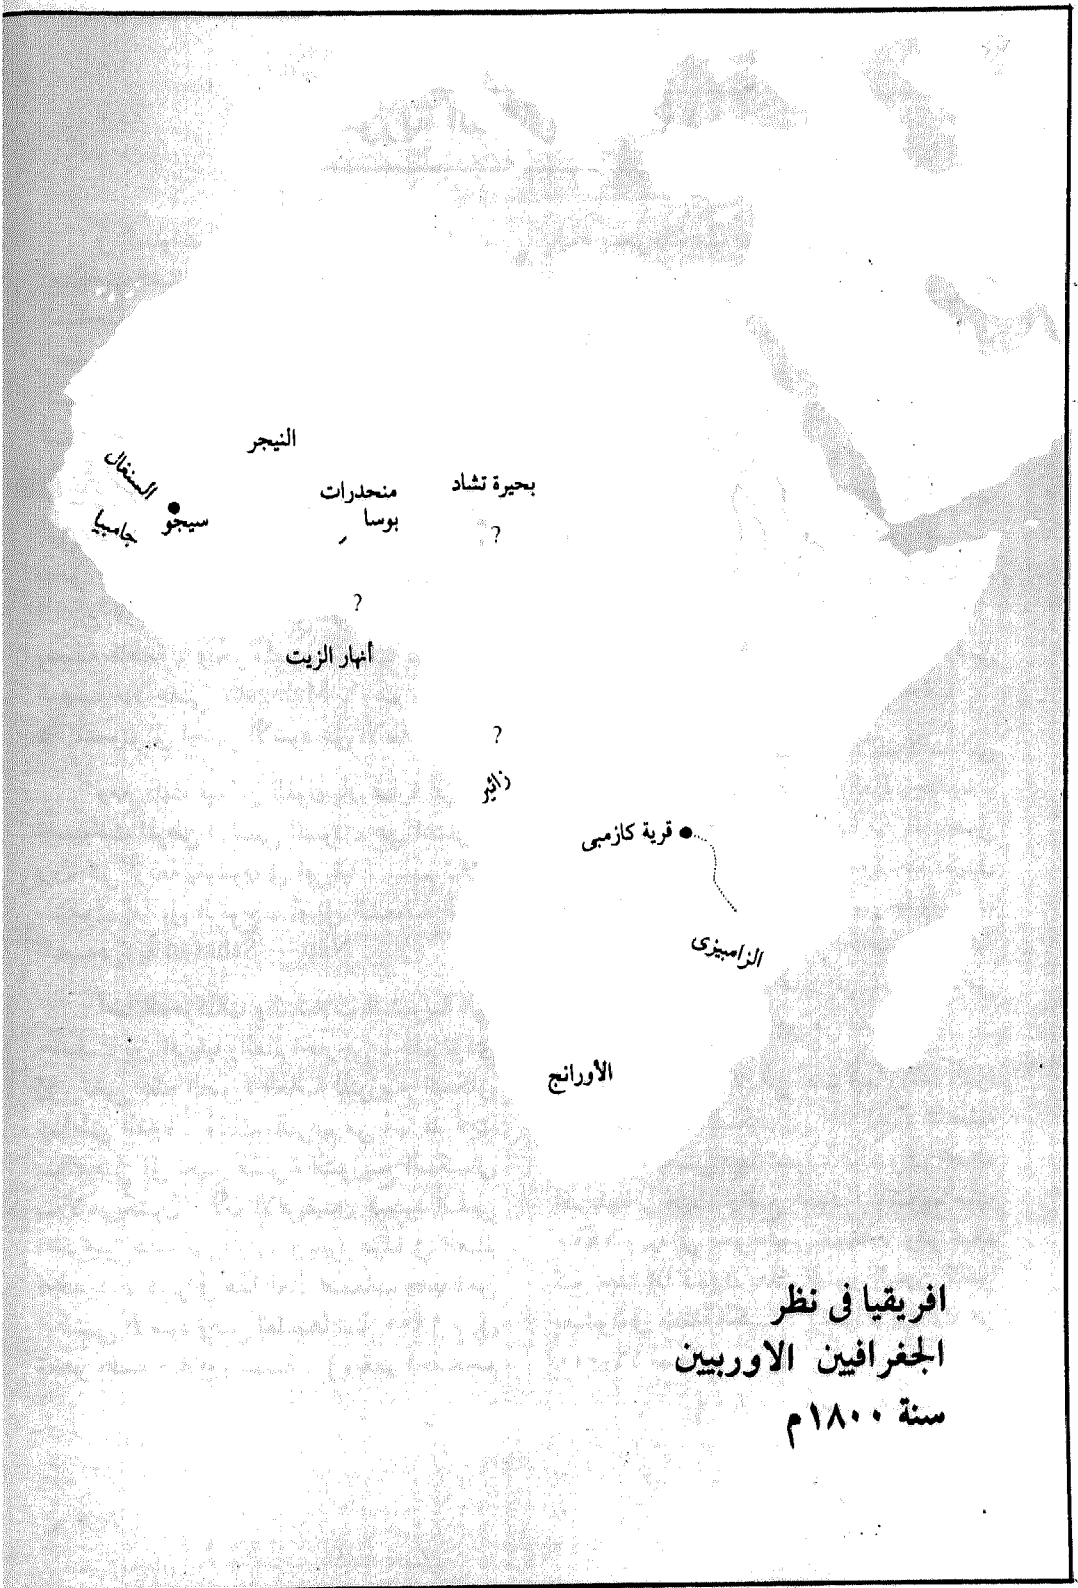 النيجر
السنغال
سيجو
جامبيا
منحدرات
بوسا
بحيرة تشاد
?
?
أنهار الزيت
?
زائير
قرية كازمبى
الزامبيزى
الأورانج
افريقيا فى نظر
الجغرافيين الاوربيين
سنة ١٨٠٠م